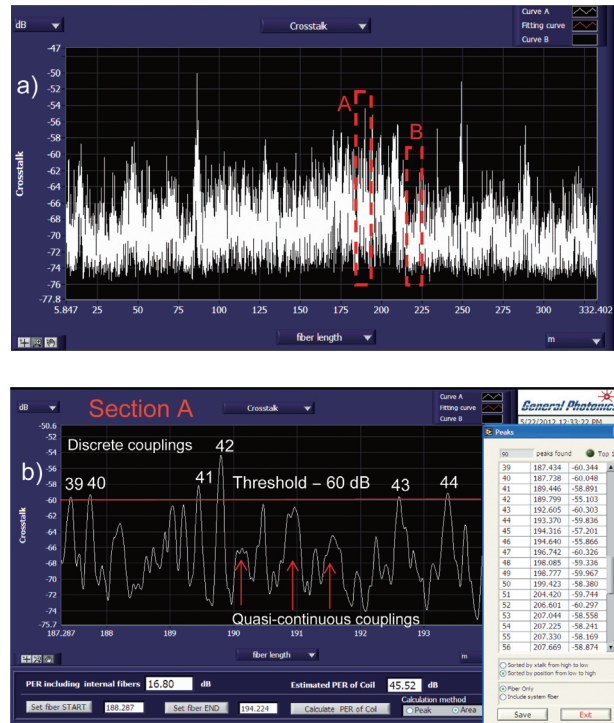 dB
Crosstalk
Curve A
Fitting curve
Curve B
a)
Crosstalk
-47
-50
-52
-54
-56
-58
-60
-62
-64
-66
-68
-70
-72
-74
-76
-77.8
A
B
5.847 25 50 75 100 125 150 175 200 225 250 275 300 332.402
fiber length
m
dB
Section A
Crosstalk
Curve A
Fitting curve
Curve B
General Photonic
5/22/2012 12:33:22 PM
b)
Crosstalk
-50.6
-52
-54
-56
-58
-60
-62
-64
-66
-68
-70
-72
-75.7
Discrete couplings
39 40 41 42 43 44
Threshold – 60 dB
Quasi-continuous couplings
187.287 188 189 190 191 192 193
fiber length
m
Peaks
90 peaks found Top 1
39 187.434 -60.344
40 187.738 -60.048
41 189.446 -58.891
42 189.799 -55.103
43 192.605 -60.303
44 193.370 -59.836
45 194.316 -57.201
46 194.640 -55.866
47 196.742 -60.326
48 198.085 -59.336
49 198.777 -59.967
50 199.423 -58.380
51 204.420 -59.744
52 206.601 -60.297
53 207.044 -58.558
54 207.225 -58.241
55 207.330 -58.169
56 207.669 -58.874
Sorted by xtalk from high to low
Sorted by position from low to high
Fiber Only
Include system fiber
Save Exit
PER including internal fibers 16.80 dB
Estimated PER of Coil 45.52 dB
Set fiber START 188.287
Set fiber END 194.224
Calculate PER of Coil
Calculation method
Peak Area